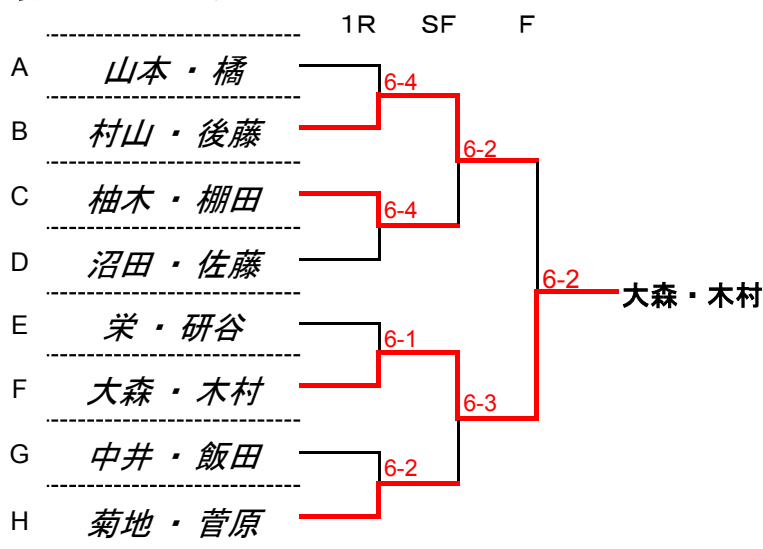 1R SF F
A 山本・橘
6-4
B 村山・後藤
6-2
C 柚木・棚田
6-4
D 沼田・佐藤
6-2
大森・木村
E 栄・研谷
6-1
F 大森・木村
6-3
G 中井・飯田
6-2
H 菊地・菅原